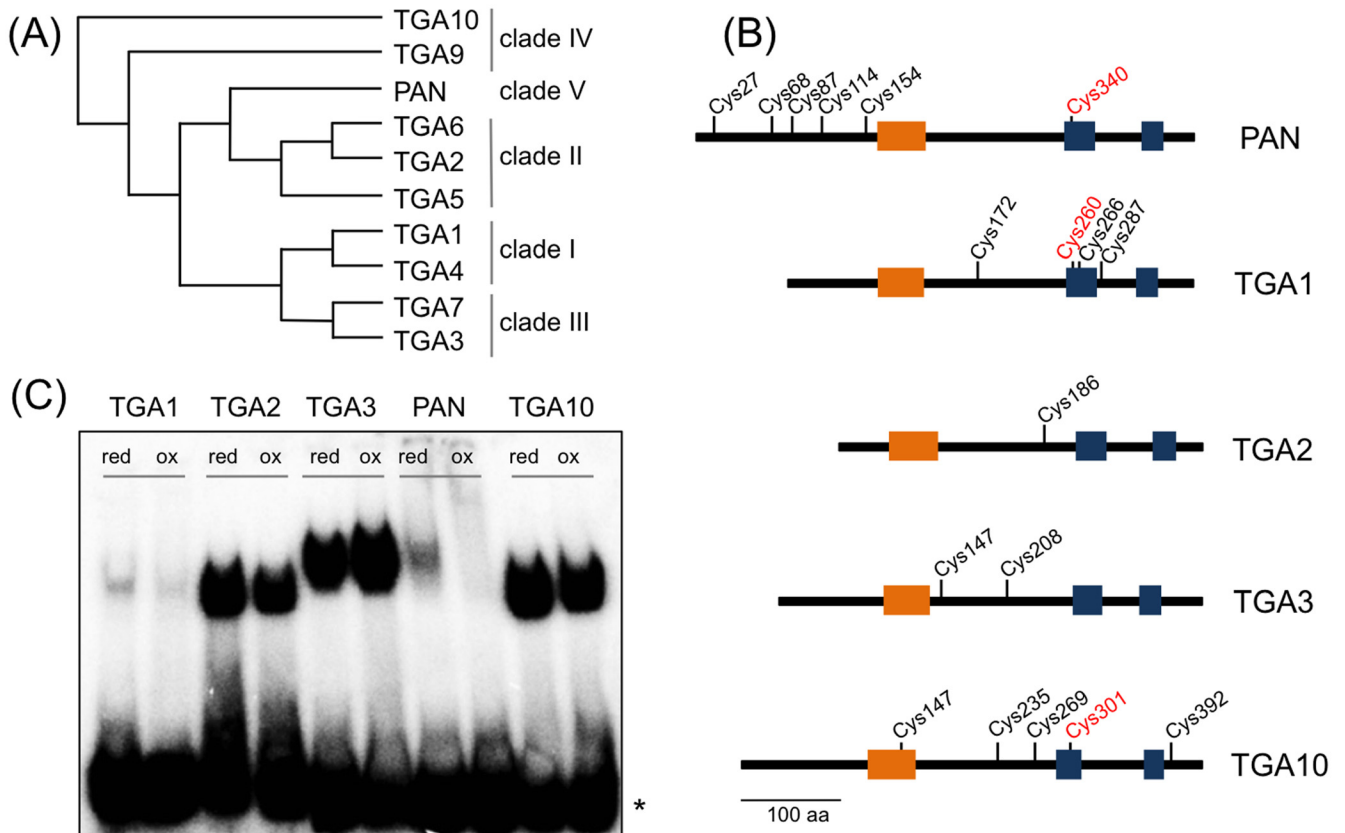 (A)
TGA10
TGA9
clade IV
PAN
clade V
TGA6
TGA2
TGA5
clade II
TGA1
TGA4
clade I
TGA7
TGA3
clade III
(B)
Cys27
Cys68
Cys87
Cys114
Cys154
Cys340
PAN
Cys172
Cys260
Cys266
Cys287
TGA1
Cys186
TGA2
Cys147
Cys208
TGA3
Cys147
Cys235
Cys269
Cys301
Cys392
TGA10
100 aa
(C)
TGA1 TGA2 TGA3 PAN TGA10
red ox red ox red ox red ox red ox
*